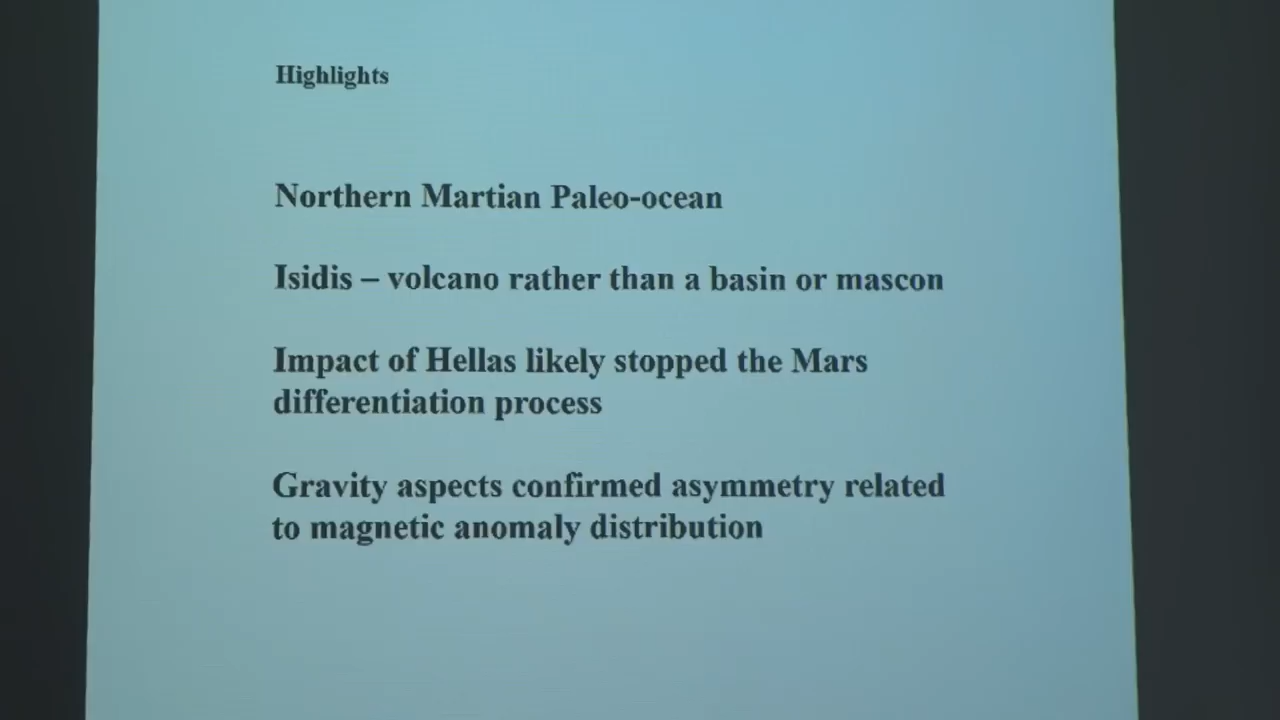 Highlights
Northern Martian Paleo-ocean
Isidis – volcano rather than a basin or mascon
Impact of Hellas likely stopped the Mars
differentiation process
Gravity aspects confirmed asymmetry related
to magnetic anomaly distribution